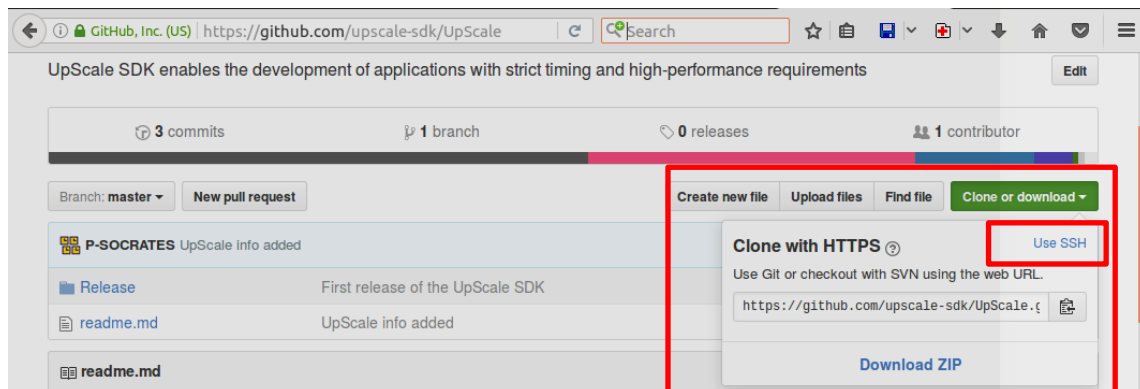 GitHub, Inc. (US) https://github.com/upscale-sdk/UpScale Search
UpScale SDK enables the development of applications with strict timing and high-performance requirements Edit
3 commits 1 branch 0 releases 1 contributor
Branch: master New pull request Create new file Upload files Find file Clone or download
P-SOCRATES UpScale info added
Clone with HTTPS Use SSH
Use Git or checkout with SVN using the web URL.
Release First release of the UpScale SDK
https://github.com/upscale-sdk/UpScale.g
readme.md UpScale info added
Download ZIP
readme.md